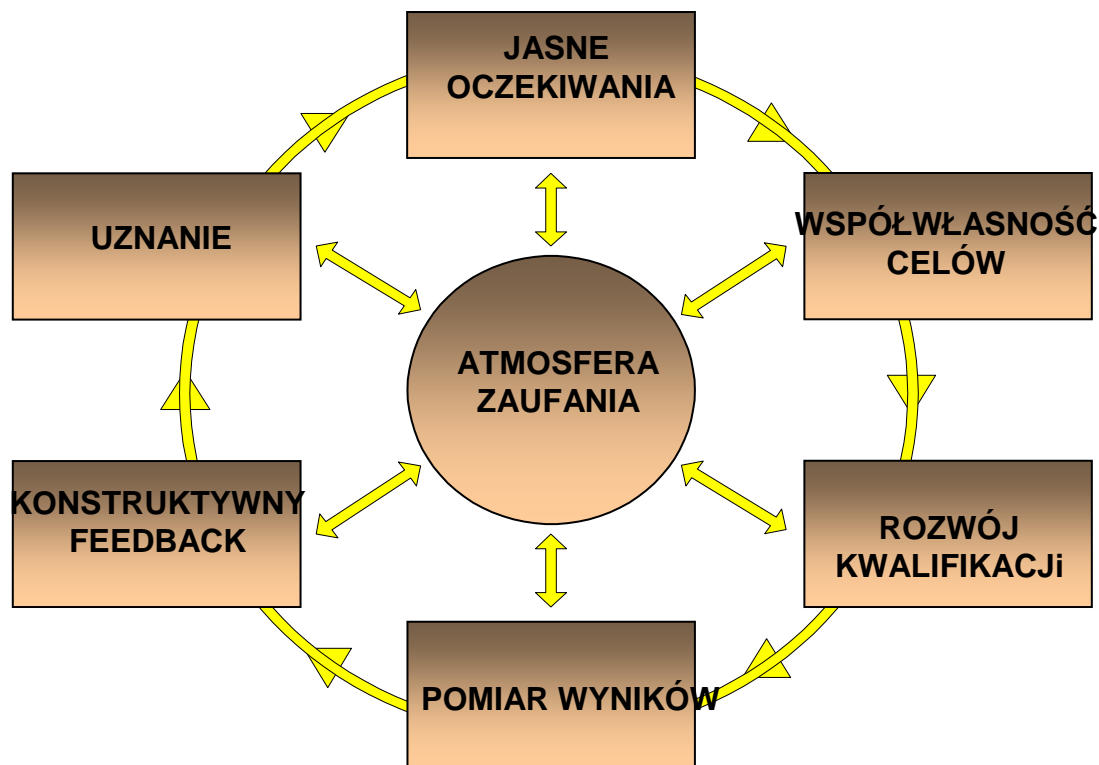 JASNE
OCZEKIWANIA
UZNANIE
WSPÓŁWŁASNOŚĆ
CELÓW
ATMOSFERA
ZAUFANIA
KONSTRUKTYWNY
FEEDBACK
ROZWÓJ
KWALIFIKACJi
POMIAR WYNIKÓW